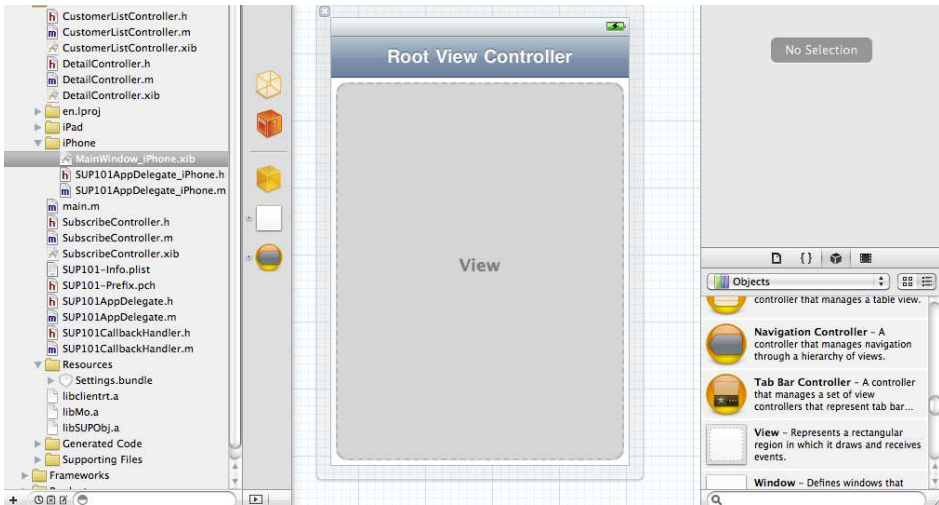 CustomerListController.h
CustomerListController.m
CustomerListController.xib
DetailController.h
DetailController.m
DetailController.xib
en.lproj
iPad
iPhone
MainWindow_iPhone.xib
SUP101AppDelegate_iPhone.h
SUP101AppDelegate_iPhone.m
main.m
SubscribeController.h
SubscribeController.m
SubscribeController.xib
SUP101-Info.plist
SUP101-Prefix.pch
SUP101AppDelegate.h
SUP101AppDelegate.m
SUP101CallbackHandler.h
SUP101CallbackHandler.m
Resources
Settings.bundle
libclientrt.a
libMo.a
libSUPObj.a
Generated Code
Supporting Files
Frameworks
Root View Controller
View
No Selection
Objects
controller that manages a table view.
Navigation Controller – A
controller that manages navigation
through a hierarchy of views.
Tab Bar Controller – A controller
that manages a set of view
controllers that represent tab bar...
View – Represents a rectangular
region in which it draws and receives
events.
Window – Defines windows that